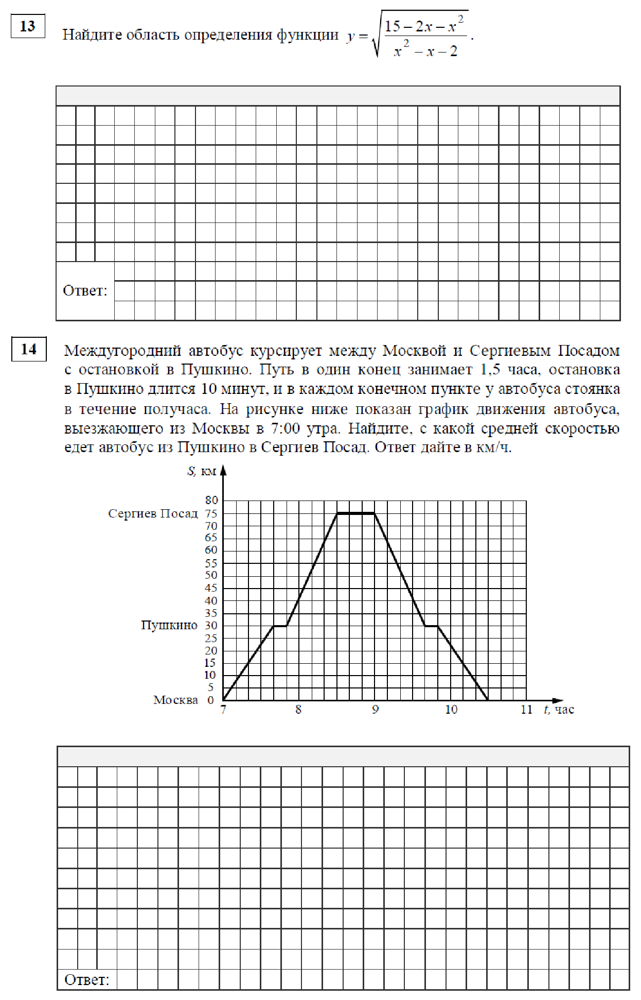 13
Найдите область определения функции y = √((15 − 2x − x²)/(x² − x − 2)).
Ответ:
14
Междугородний автобус курсирует между Москвой и Сергиевым Посадом
с остановкой в Пушкино. Путь в один конец занимает 1,5 часа, остановка
в Пушкино длится 10 минут, и в каждом конечном пункте у автобуса стоянка
в течение получаса. На рисунке ниже показан график движения автобуса,
выезжающего из Москвы в 7:00 утра. Найдите, с какой средней скоростью
едет автобус из Пушкино в Сергиев Посад. Ответ дайте в км/ч.
S, км
80
Сергиев Посад 75
70
65
60
55
50
45
40
35
Пушкино 30
25
20
15
10
5
Москва 0
7 8 9 10 11 t, час
Ответ: